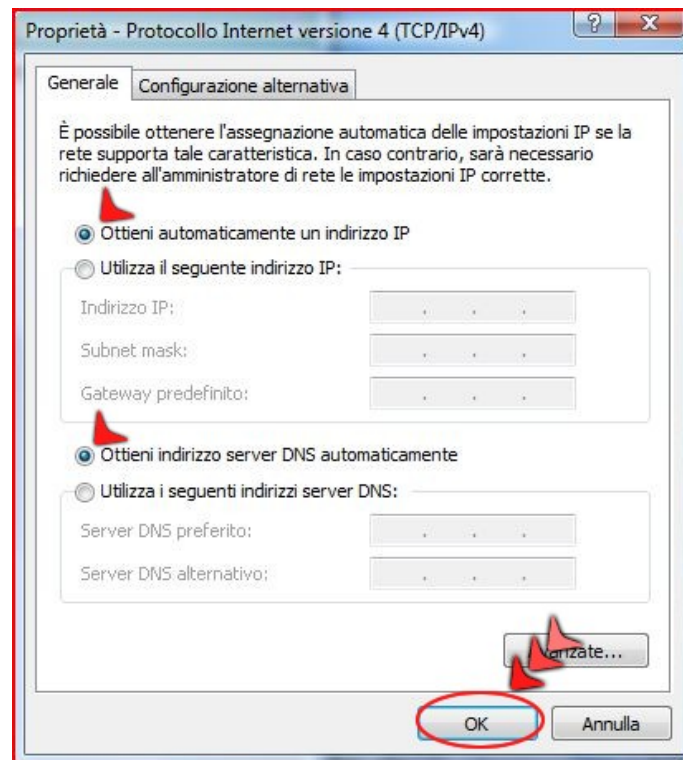 Proprietà - Protocollo Internet versione 4 (TCP/IPv4)
? X
Generale
Configurazione alternativa
È possibile ottenere l'assegnazione automatica delle impostazioni IP se la
rete supporta tale caratteristica. In caso contrario, sarà necessario
richiedere all'amministratore di rete le impostazioni IP corrette.
Ottieni automaticamente un indirizzo IP
Utilizza il seguente indirizzo IP:
Indirizzo IP:
. . .
Subnet mask:
. . .
Gateway predefinito:
. . .
Ottieni indirizzo server DNS automaticamente
Utilizza i seguenti indirizzi server DNS:
Server DNS preferito:
. . .
Server DNS alternativo:
. . .
Avanzate...
OK
Annulla